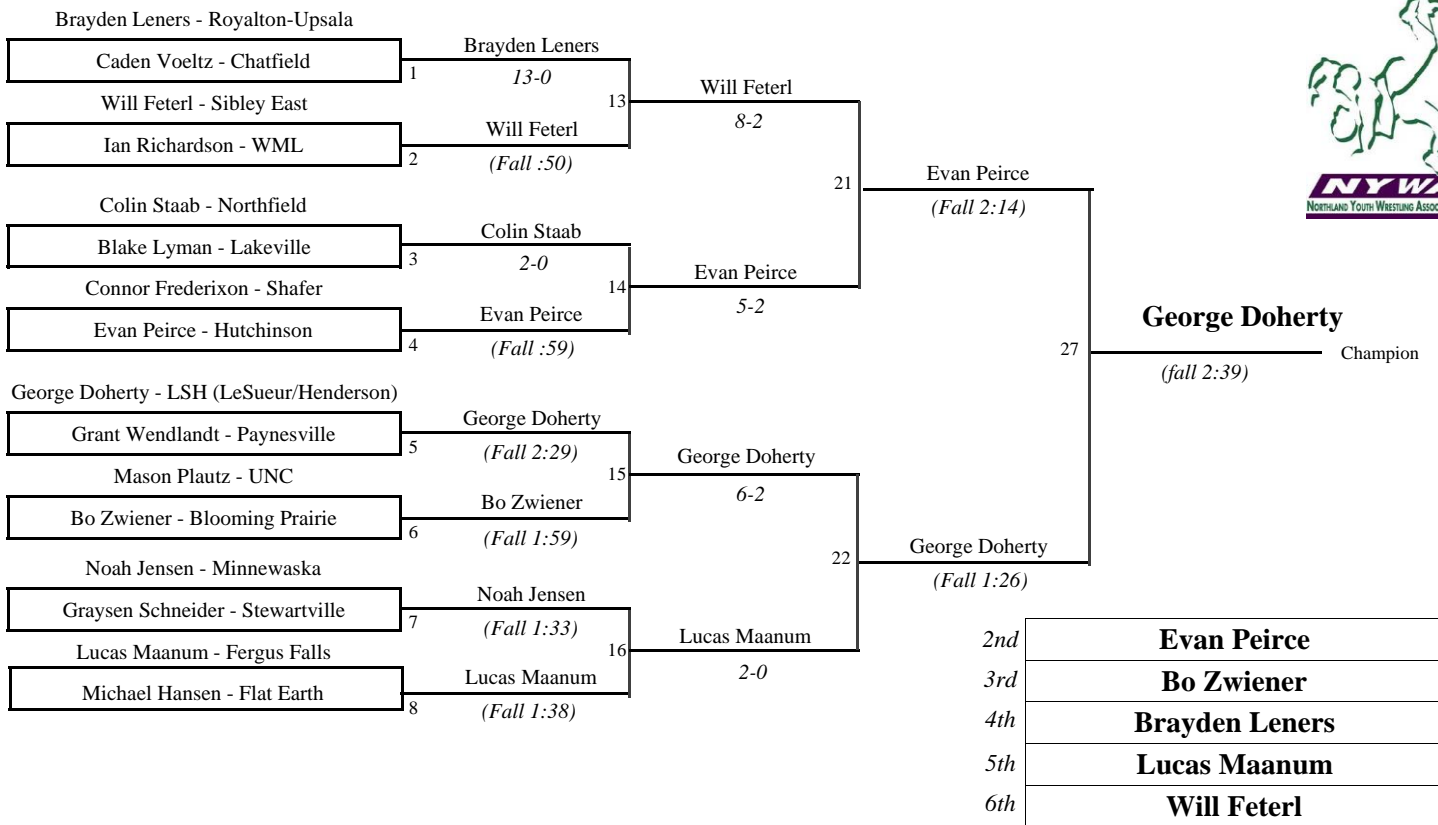 Brayden Leners - Royalton-Upsala
Caden Voeltz - Chatfield
1
Will Feterl - Sibley East
Ian Richardson - WML
2
Colin Staab - Northfield
Blake Lyman - Lakeville
3
Connor Frederixon - Shafer
Evan Peirce - Hutchinson
4
George Doherty - LSH (LeSueur/Henderson)
Grant Wendlandt - Paynesville
5
Mason Plautz - UNC
Bo Zwiener - Blooming Prairie
6
Noah Jensen - Minnewaska
Graysen Schneider - Stewartville
7
Lucas Maanum - Fergus Falls
Michael Hansen - Flat Earth
8
Brayden Leners
13-0
13
Will Feterl
(Fall :50)
Colin Staab
2-0
14
Evan Peirce
(Fall :59)
George Doherty
(Fall 2:29)
15
Bo Zwiener
(Fall 1:59)
Noah Jensen
(Fall 1:33)
16
Lucas Maanum
(Fall 1:38)
Will Feterl
8-2
21
Evan Peirce
5-2
George Doherty
6-2
22
Lucas Maanum
2-0
Evan Peirce
(Fall 2:14)
27
George Doherty
(Fall 1:26)
George Doherty
Champion
(fall 2:39)
NYWA
NORTHLAND YOUTH WRESTLING
2nd Evan Peirce
3rd Bo Zwiener
4th Brayden Leners
5th Lucas Maanum
6th Will Feterl